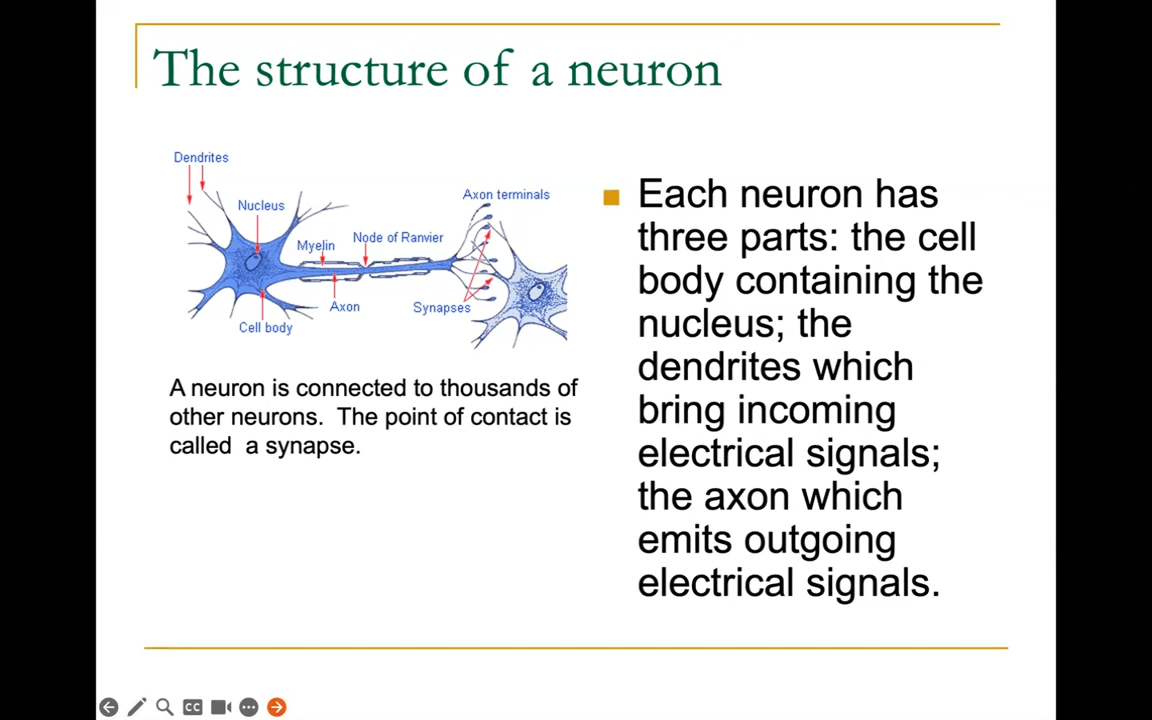 The structure of a neuron
Dendrites
Nucleus
Axon terminals
Myelin
Node of Ranvier
Axon
Synapses
Cell body
A neuron is connected to thousands of
other neurons.  The point of contact is
called  a synapse.
Each neuron has
three parts: the cell
body containing the
nucleus; the
dendrites which
bring incoming
electrical signals;
the axon which
emits outgoing
electrical signals.
CC